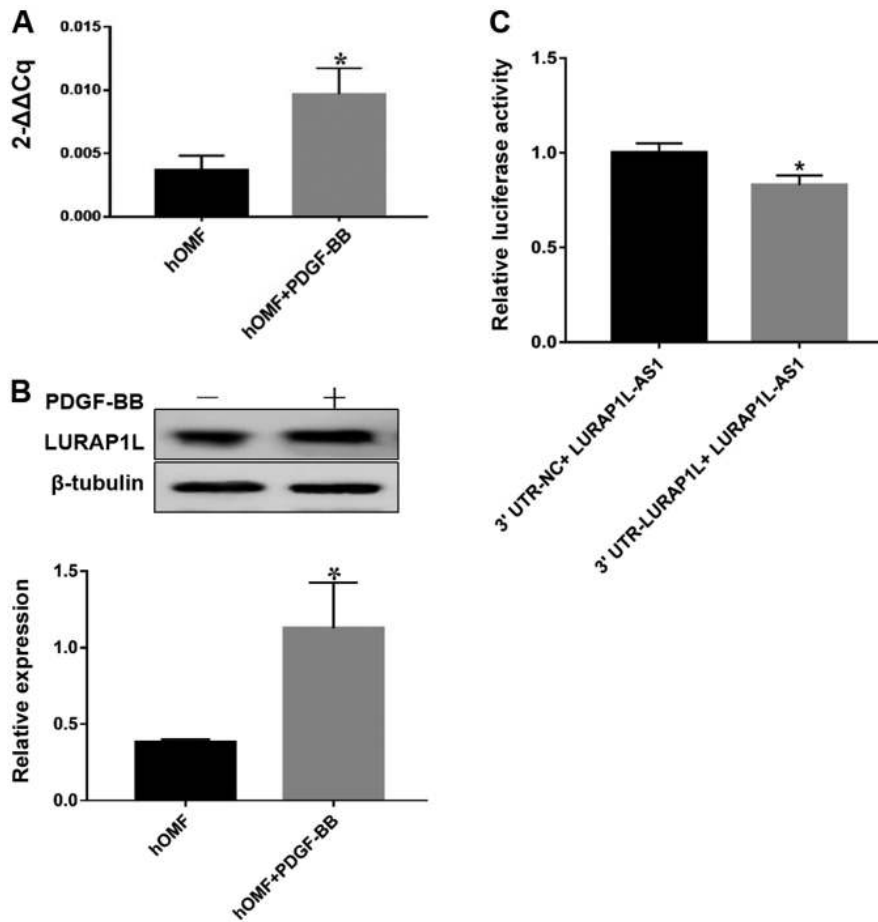 A
0.015
0.010
0.005
0.000
2-ΔΔCq
*
hOMF
hOMF+PDGF-BB
B
PDGF-BB — +
LURAP1L
β-tubulin
1.5
1.0
0.5
0.0
Relative expression
*
hOMF
hOMF+PDGF-BB
C
1.5
1.0
0.5
0.0
Relative luciferase activity
*
3' UTR-NC+ LURAP1L-AS1
3' UTR-LURAP1L+ LURAP1L-AS1